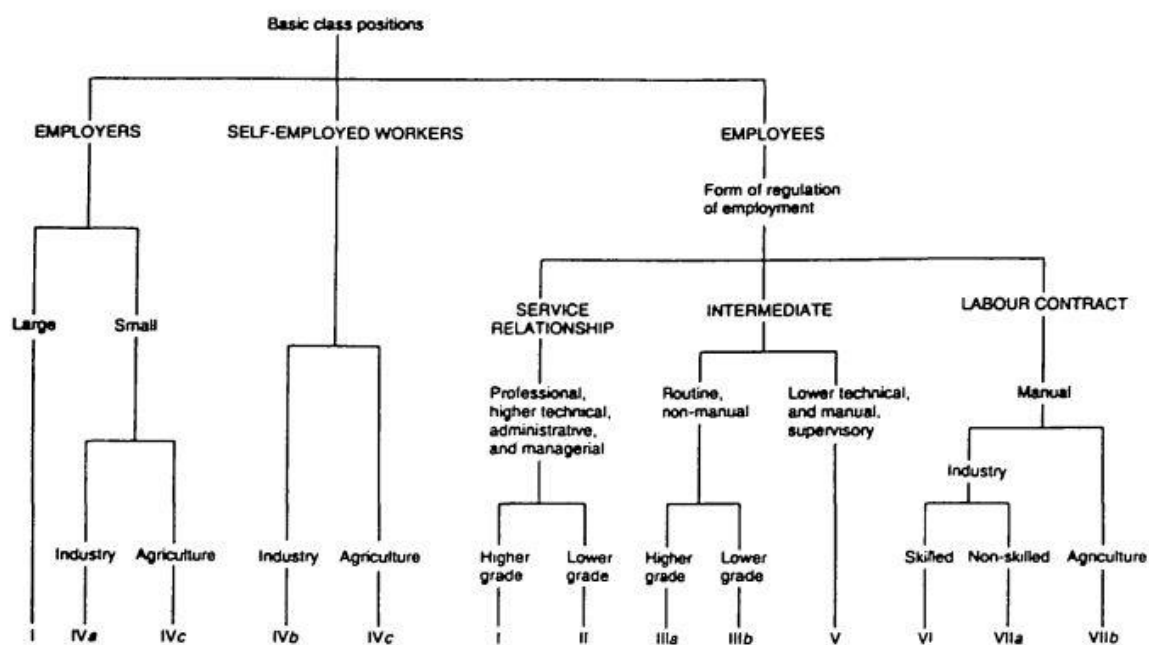 Basic class positions
EMPLOYERS
SELF-EMPLOYED WORKERS
EMPLOYEES
Form of regulation
of employment
SERVICE
RELATIONSHIP
INTERMEDIATE
LABOUR CONTRACT
Large
Small
Professional,
higher technical,
administrative,
and managerial
Routine,
non-manual
Lower technical,
and manual,
supervisory
Manual
Industry
Industry
Agriculture
Industry
Agriculture
Higher
grade
Lower
grade
Higher
grade
Lower
grade
Skilled
Non-skilled
Agriculture
I
IVa
IVc
IVb
IVc
I
II
IIIa
IIIb
V
VI
VIIa
VIIb